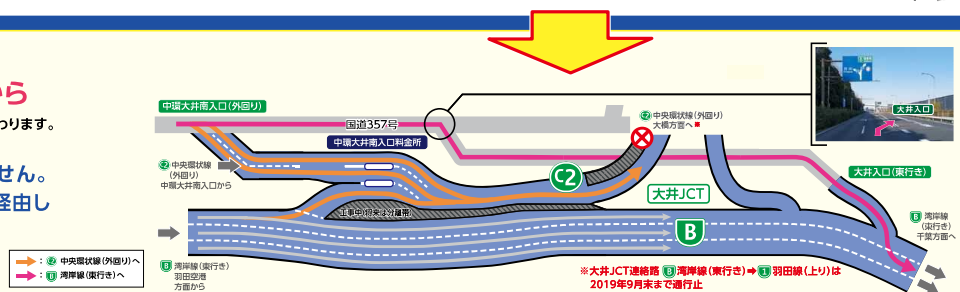 から
わります。
せん。
経由し
中環大井南入口(外回り)
国道357号
中環大井南入口料金所
C2 中央環状線
(外回り)
中環大井南入口から
C2 中央環状線(外回り)
大橋方面へ※
大井入口
C2
大井JCT
大井入口(東行き)
B 湾岸線
(東行き)
千葉方面へ
B
:C2 中央環状線(外回り)へ
:B 湾岸線(東行き)へ
B 湾岸線(東行き)
羽田空港
方面から
※大井JCT連絡路 B 湾岸線(東行き)➡1 羽田線(上り)は
2019年9月末まで通行止